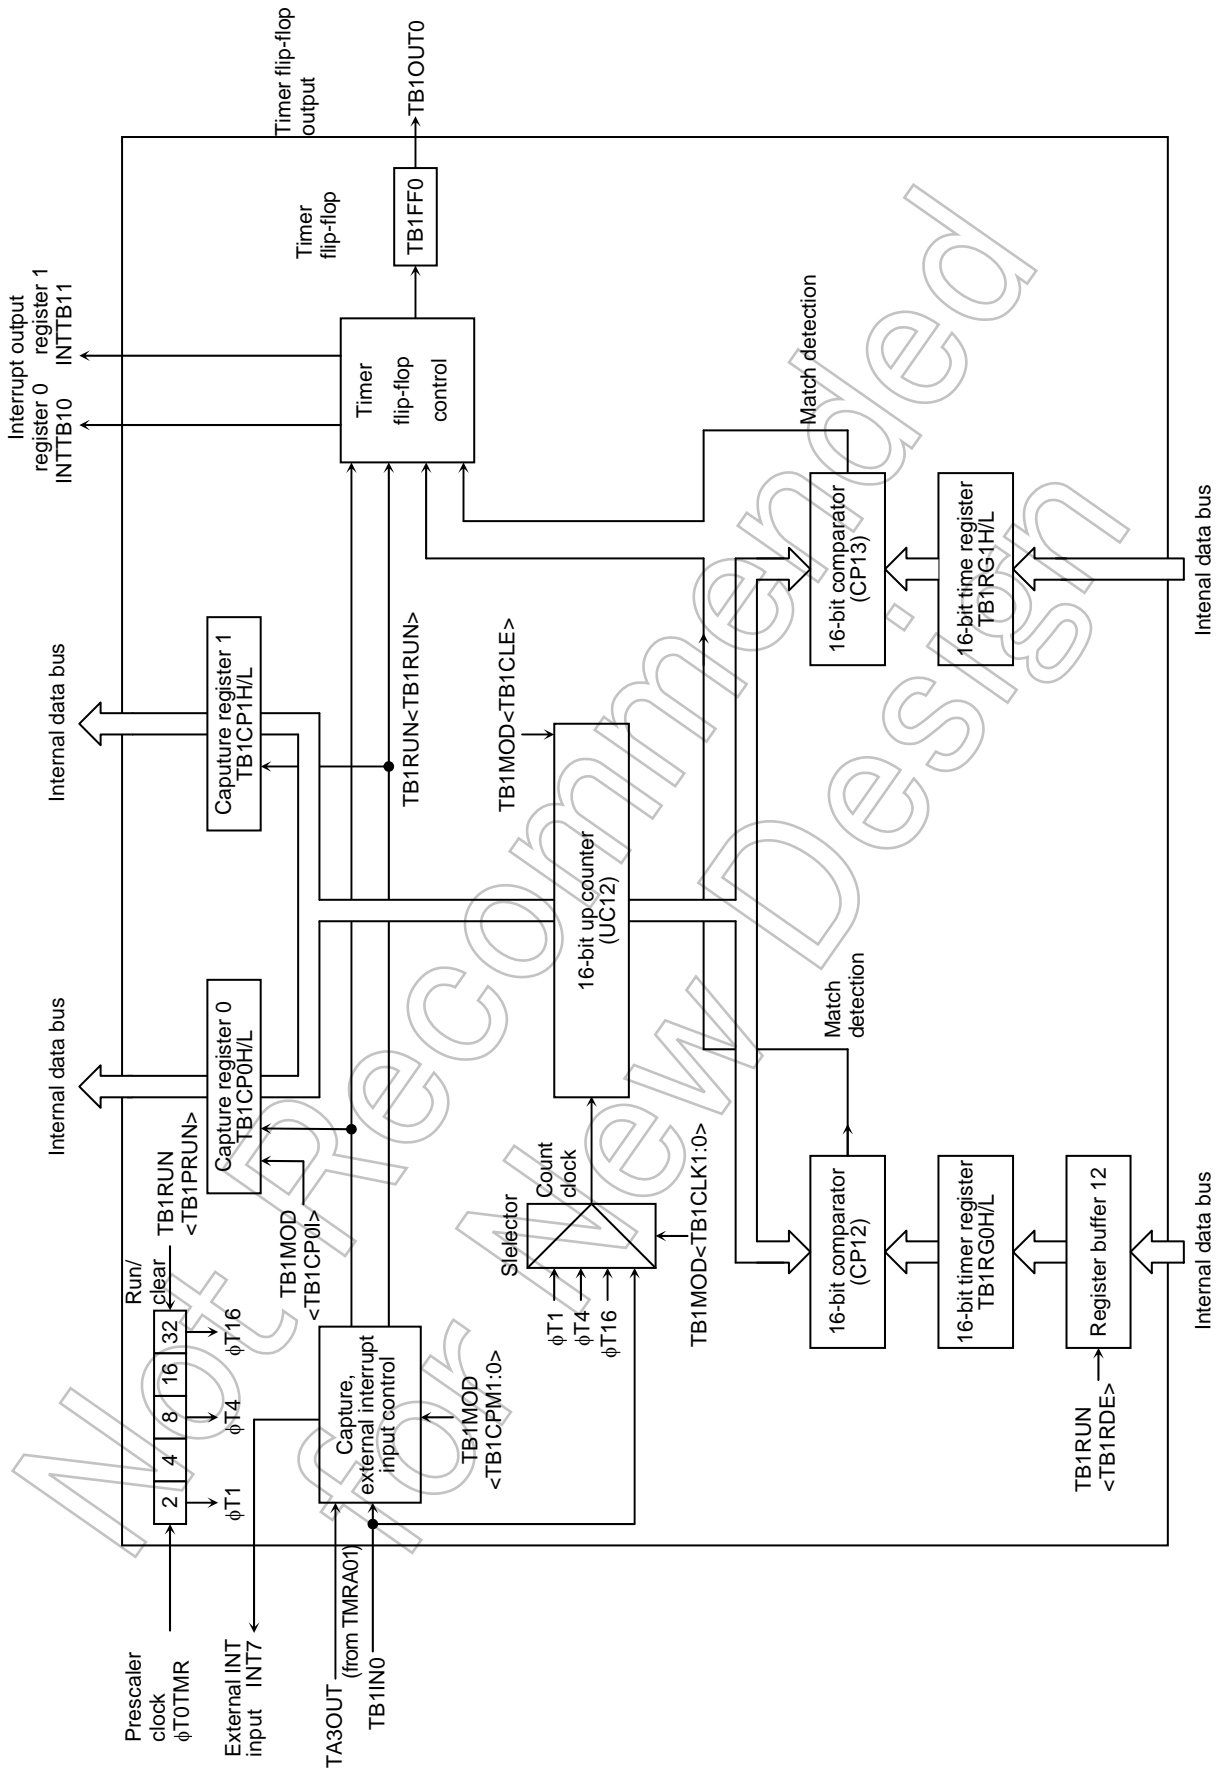 Prescaler
clock
ϕT0TMR
2 4 8 16 32
ϕT1
ϕT4
ϕT16
Run/
clear
TB1RUN
<TB1PRUN>
External INT
input INT7
TA3OUT
(from TMRA01)
TB1IN0
Capture,
external interrupt
input control
TB1MOD
<TB1CPM1:0>
TB1MOD
<TB1CP0I>
Internal data bus
Capture register 0
TB1CP0H/L
Internal data bus
Caputure register 1
TB1CP1H/L
TB1RUN<TB1RUN>
Interrupt output
register 0 register 1
INTTB10 INTTB11
Timer
flip-flop
control
Timer
flip-flop
TB1FF0
Timer flip-flop
output
TB1OUT0
Slelector
ϕT1
ϕT4
ϕT16
Count
clock
TB1MOD<TB1CLK1:0>
16-bit up counter
(UC12)
TB1MOD<TB1CLE>
16-bit comparator
(CP12)
Match
detection
16-bit comparator
(CP13)
Match detection
16-bit timer register
TB1RG0H/L
16-bit time register
TB1RG1H/L
Register buffer 12
TB1RUN
<TB1RDE>
Internal data bus
Intenal data bus
Not Recommended
for New Design